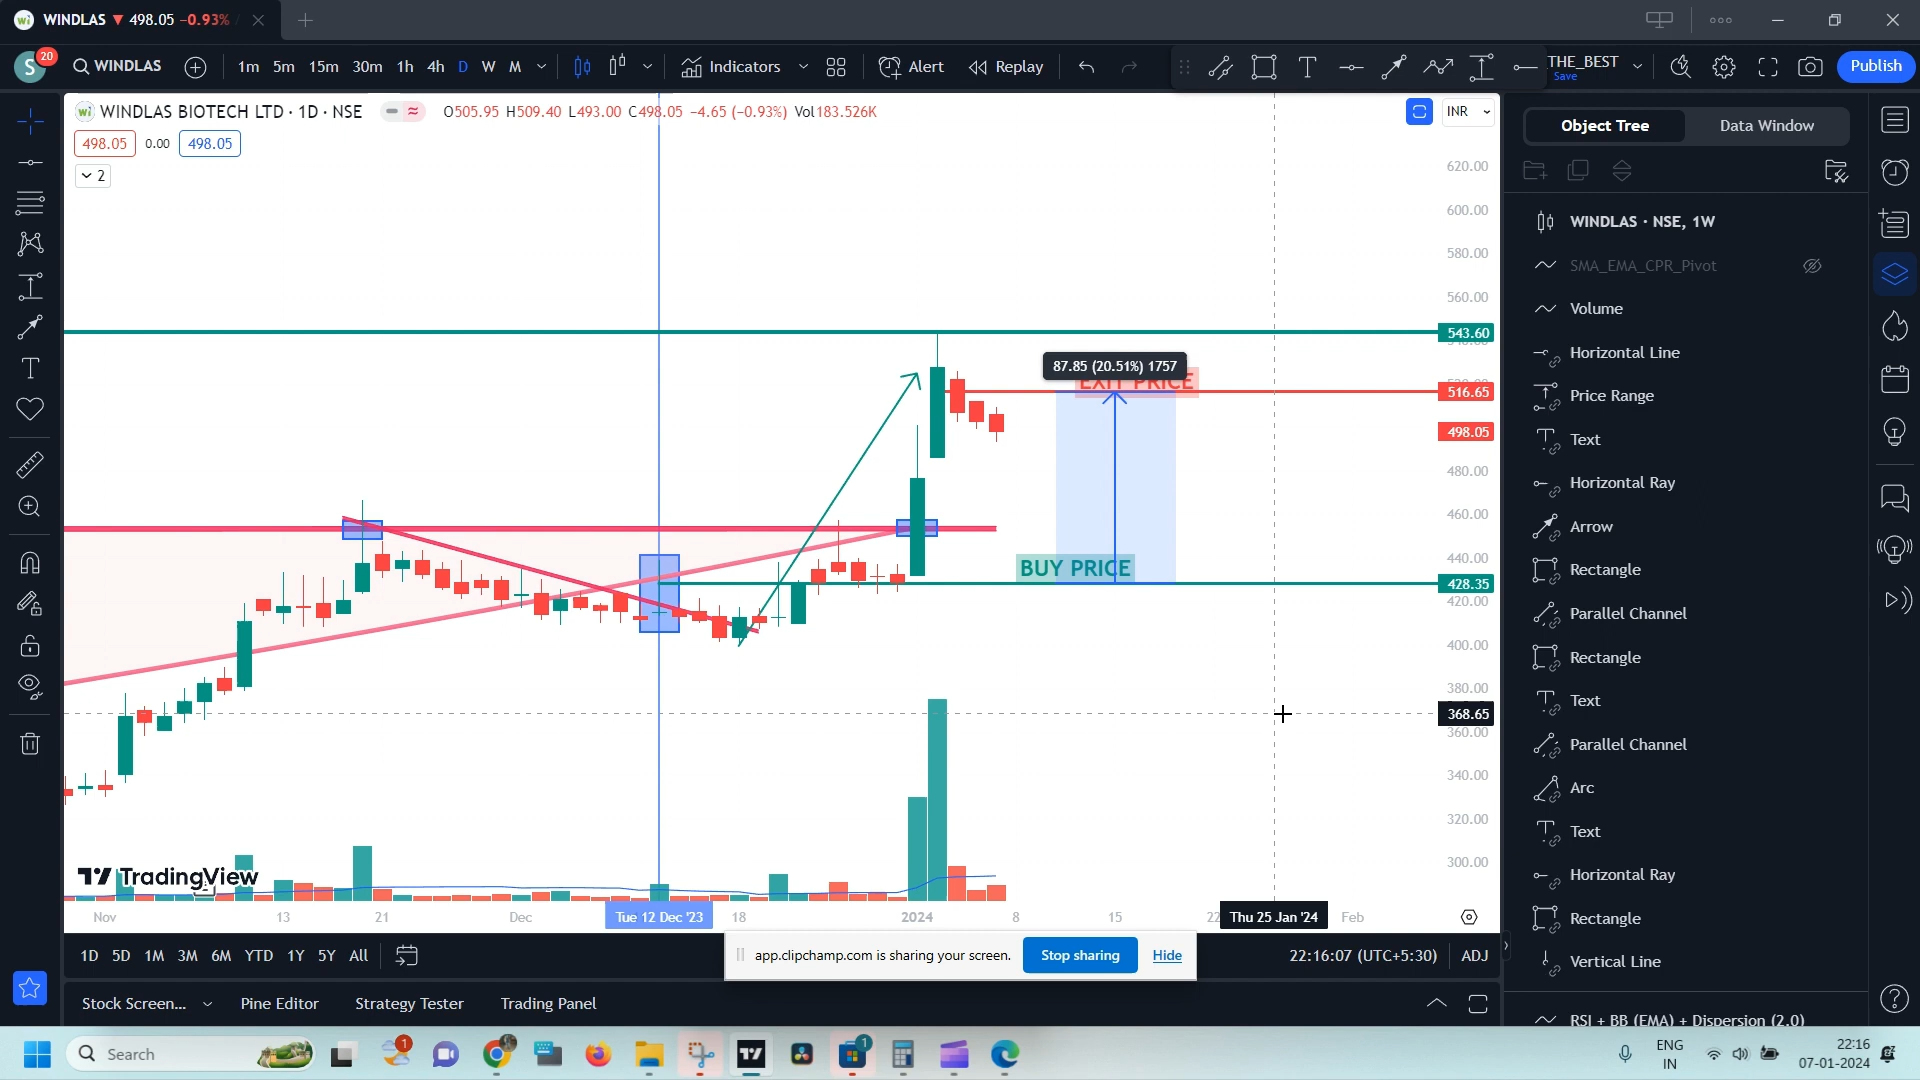 WINDLAS ▼ 498.05 −0.93%
S
20
WINDLAS
1m 5m 15m 30m 1h 4h D W M
Indicators
Alert
Replay
THE_BEST
Save
Publish
WINDLAS BIOTECH LTD · 1D · NSE
O505.95 H509.40 L493.00 C498.05 −4.65 (−0.93%) Vol183.526K
INR
498.05 0.00 498.05
2
620.00
600.00
580.00
560.00
543.60
87.85 (20.51%) 1757
EXIT PRICE
516.65
498.05
480.00
460.00
440.00
BUY PRICE
428.35
420.00
400.00
380.00
368.65
360.00
340.00
320.00
300.00
TradingView
Nov 13 21 Dec Tue 12 Dec '23 18 2024 8 15 22 Thu 25 Jan '24 Feb
Object Tree Data Window
WINDLAS · NSE, 1W
SMA_EMA_CPR_Pivot
Volume
Horizontal Line
Price Range
Text
Horizontal Ray
Arrow
Rectangle
Parallel Channel
Rectangle
Text
Parallel Channel
Arc
Text
Horizontal Ray
Rectangle
Vertical Line
RSI + BB (EMA) + Dispersion (2.0)
1D 5D 1M 3M 6M YTD 1Y 5Y All
app.clipchamp.com is sharing your screen. Stop sharing Hide
22:16:07 (UTC+5:30) ADJ
Stock Screen... Pine Editor Strategy Tester Trading Panel
Search
1
1
ENG
IN
22:16
07-01-2024